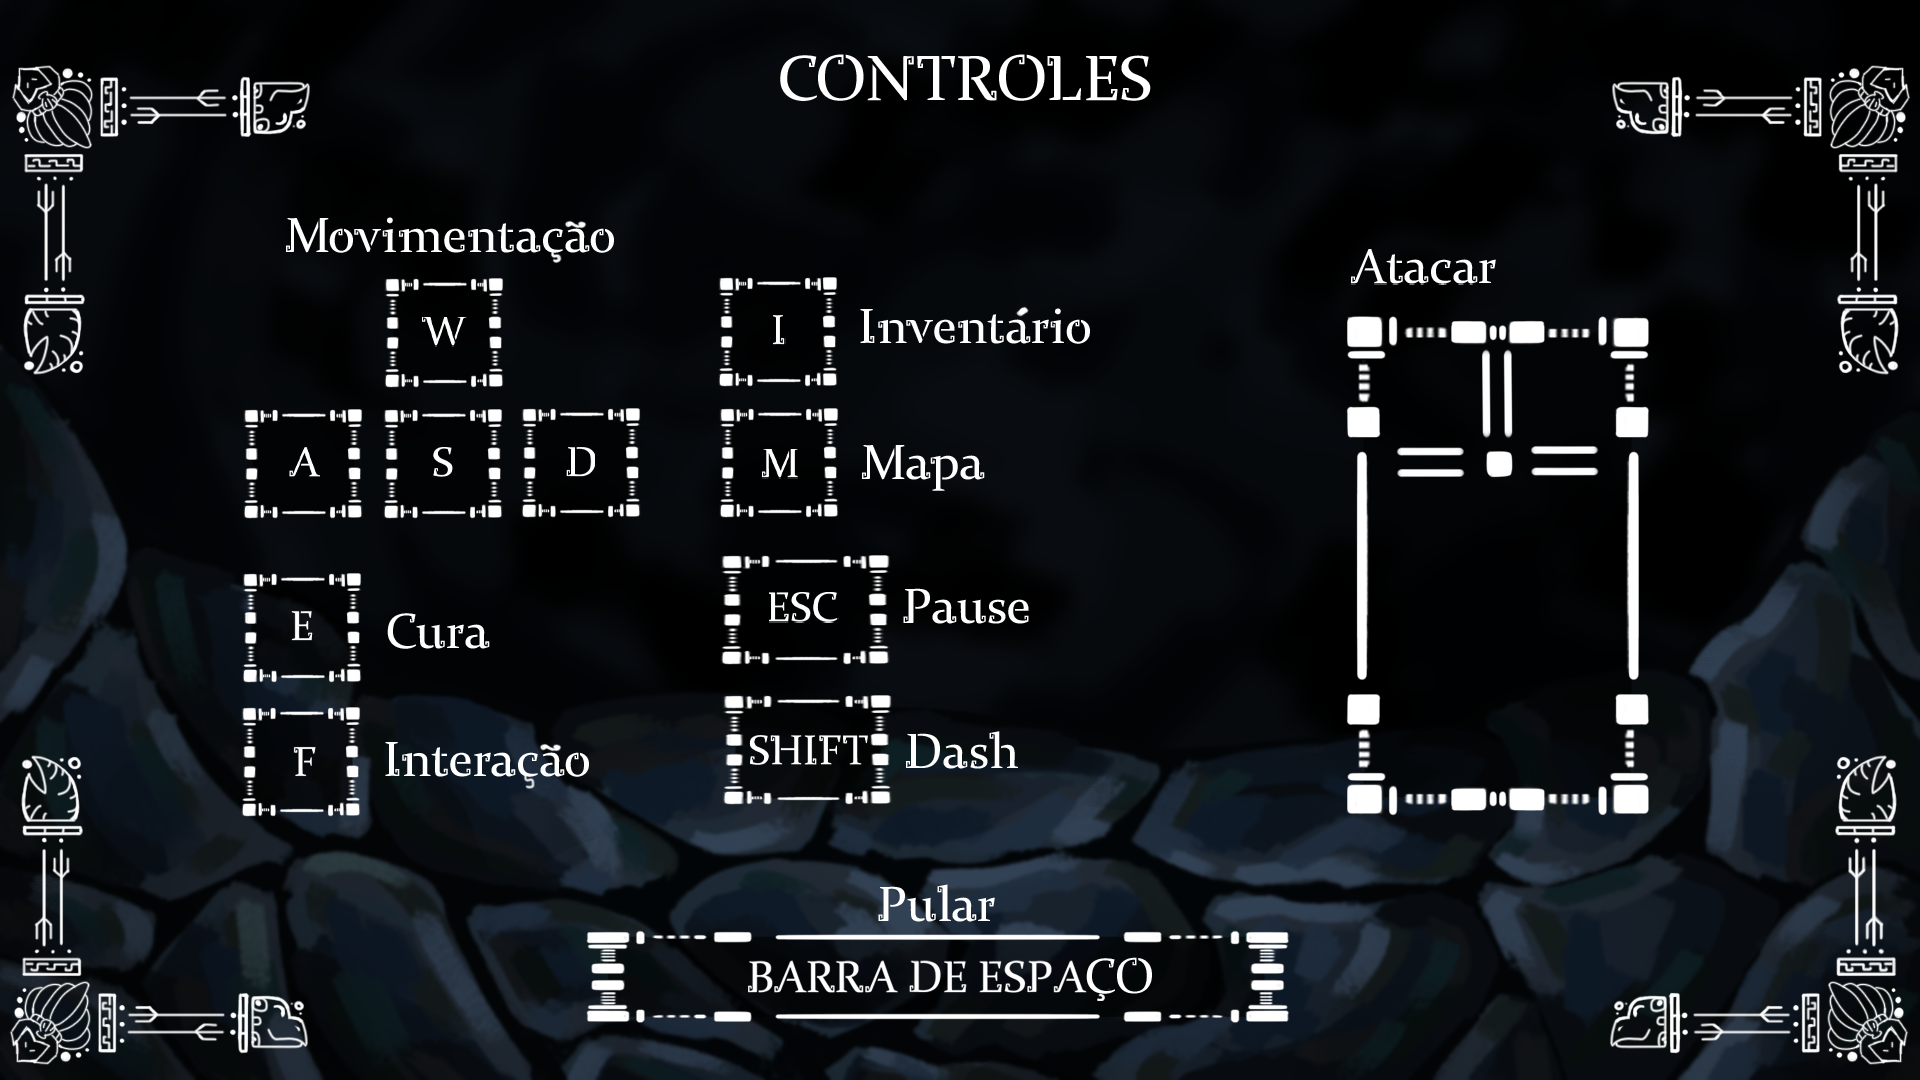 CONTROLES
Movimentação
W
A S D
E Cura
F Interação
I Inventário
M Mapa
ESC Pause
SHIFT Dash
Atacar
Pular
BARRA DE ESPAÇO